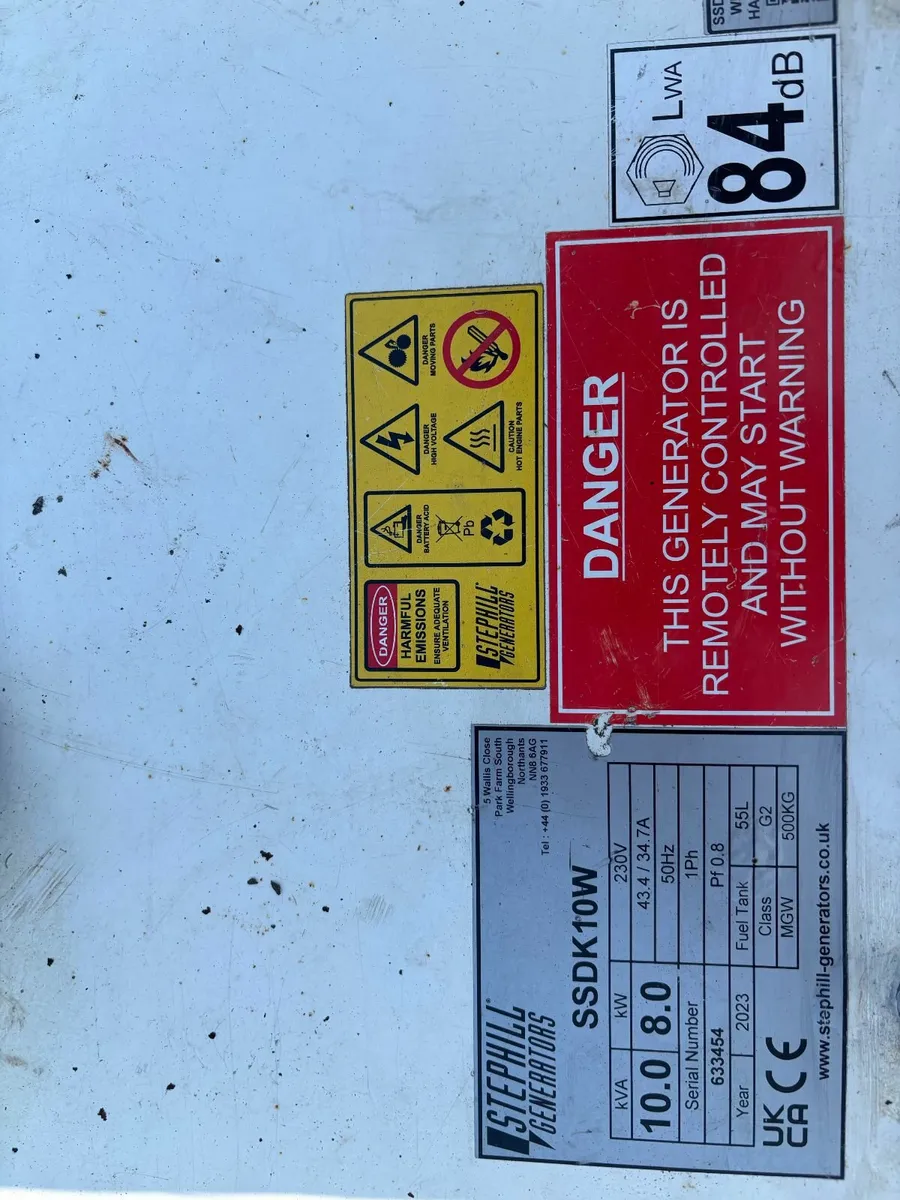 STEPHILL
GENERATORS
5 Wallis Close
Park Farm South
Wellingborough
Northants
NN8 6AG
Tel : +44 (0) 1933 677911
SSDK10W
kVA kW 230V
10.0 8.0 43.4 / 34.7A
50Hz
Serial Number 1Ph
633454 Pf 0.8
Year 2023 Fuel Tank 55L
Class G2
MGW 500KG
UK
CA CE
www.stephill-generators.co.uk
DANGER
HARMFUL
EMISSIONS
ENSURE ADEQUATE
VENTILATION
STEPHILL
GENERATORS
DANGER
BATTERY ACID
Pb
DANGER
HIGH VOLTAGE
CAUTION
HOT ENGINE PARTS
DANGER
MOVING PARTS
DANGER
THIS GENERATOR IS
REMOTELY CONTROLLED
AND MAY START
WITHOUT WARNING
LWA
84dB
SSD
HA